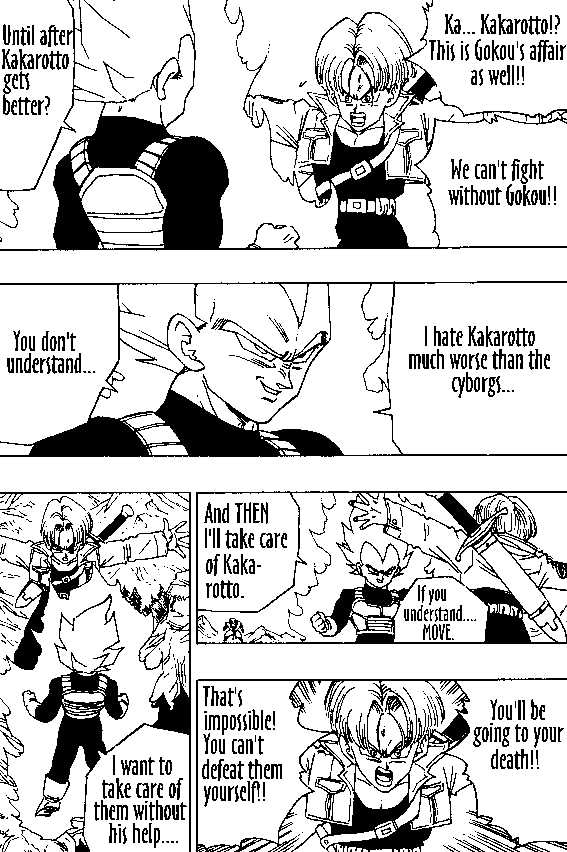 Until after
Kakarotto
gets
better?
Ka... Kakarotto!?
This is Gokou's affair
as well!!
We can't fight
without Gokou!!
You don't
understand...
I hate Kakarotto
much worse than the
cyborgs...
I want to
take care of
them without
his help....
And THEN
I'll take care
of Kaka-
rotto.
If you
understand....
MOVE.
That's
impossible!
You can't
defeat them
yourself!!
You'll be
going to your
death!!